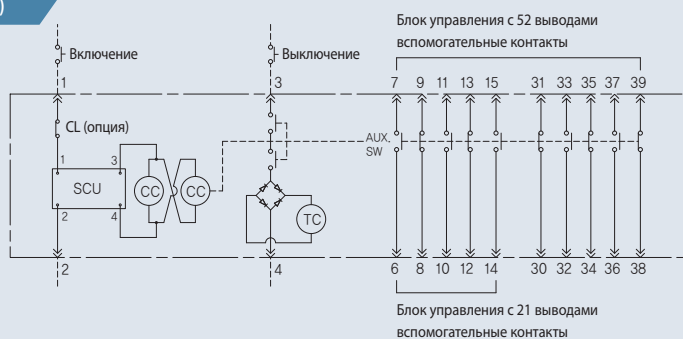 )
Блок управления с 52 выводами
вспомогательные контакты
Включение
Выключение
1 3 7 9 11 13 15 31 33 35 37 39
CL (опция)
AUX.
SW
1 3
SCU CC CC
2 4
TC
2 4 6 8 10 12 14 30 32 34 36 38
Блок управления с 21 выводами
вспомогательные контакты